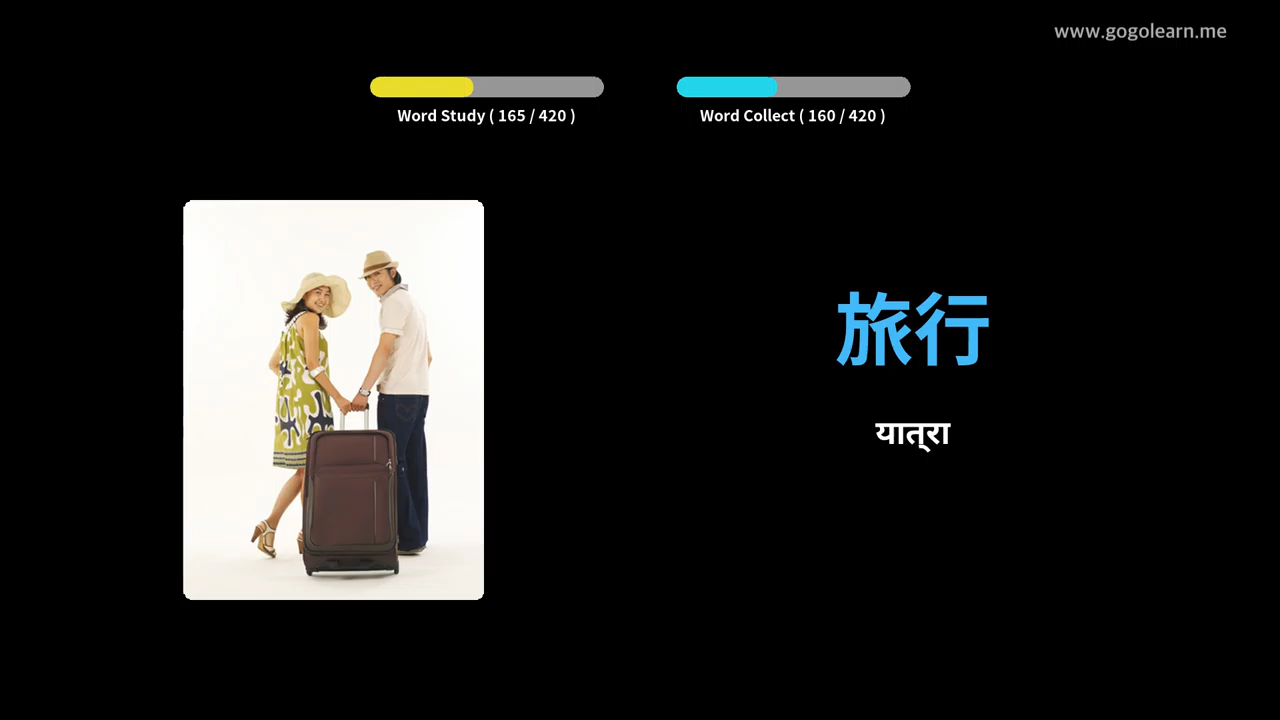 www.gogolearn.me
Word Study ( 165 / 420 )
Word Collect ( 160 / 420 )
旅行
यात्रा